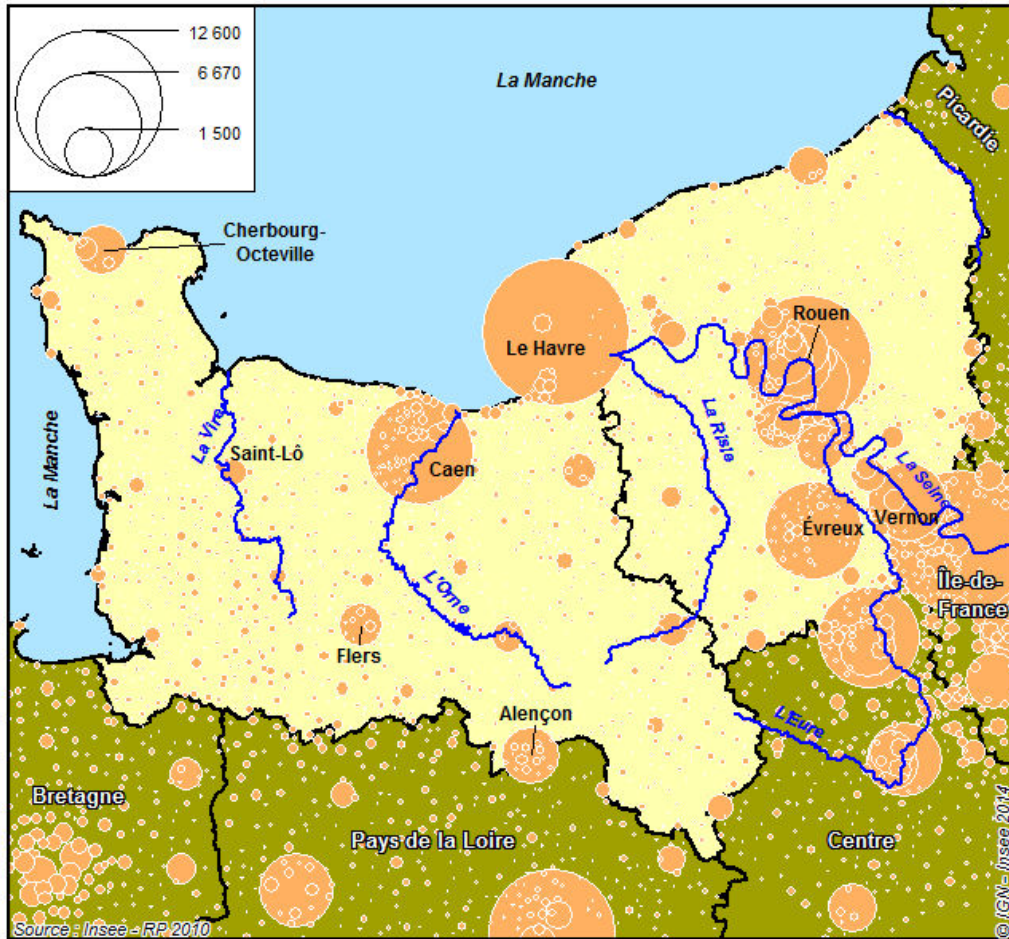 12 600
6 670
1 500
La Manche
Picardie
Cherbourg-
Octeville
Rouen
Le Havre
La Manche
La Vire
Saint-Lô
Caen
La Risle
La Seine
Évreux
Vernon
L'Orne
Île-de-
France
Flers
Alençon
L'Eure
Bretagne
Pays de la Loire
Centre
Source : Insee - RP 2010
© IGN - Insee 2014